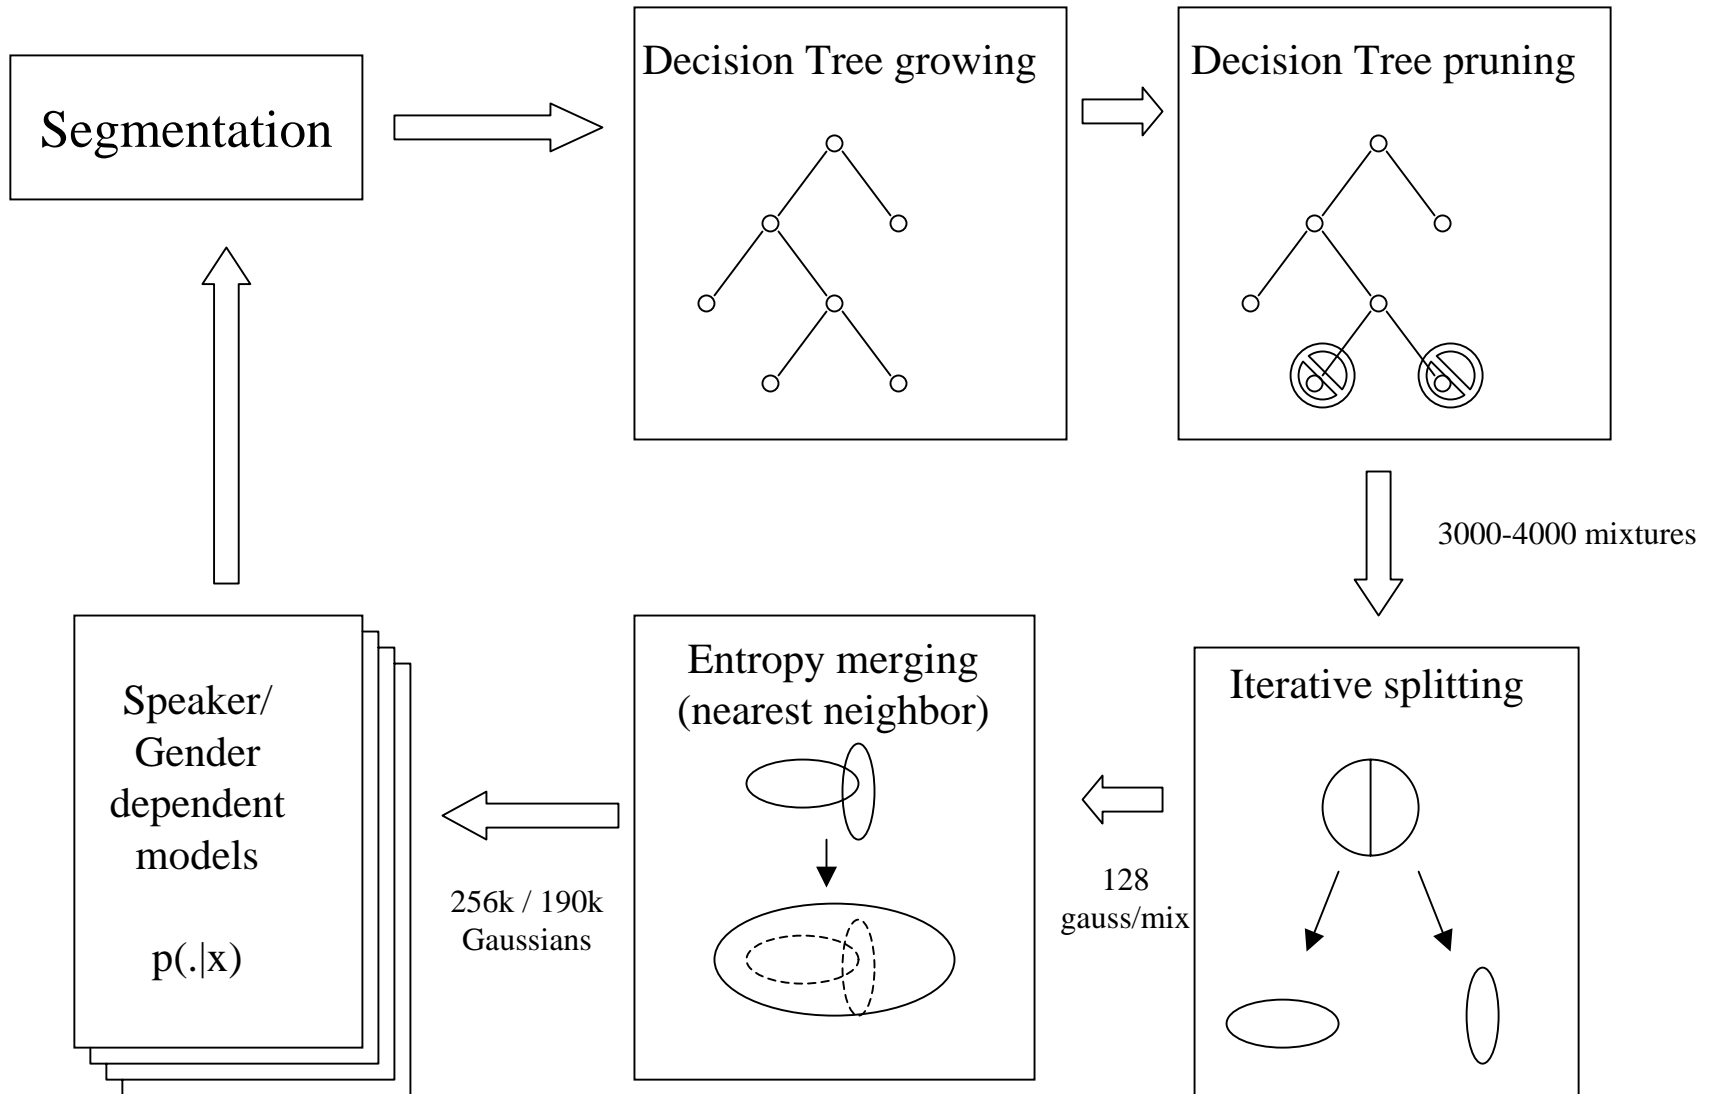 Segmentation
Decision Tree growing
Decision Tree pruning
3000-4000 mixtures
Iterative splitting
128
gauss/mix
Entropy merging
(nearest neighbor)
256k / 190k
Gaussians
Speaker/
Gender
dependent
models
p(.|x)